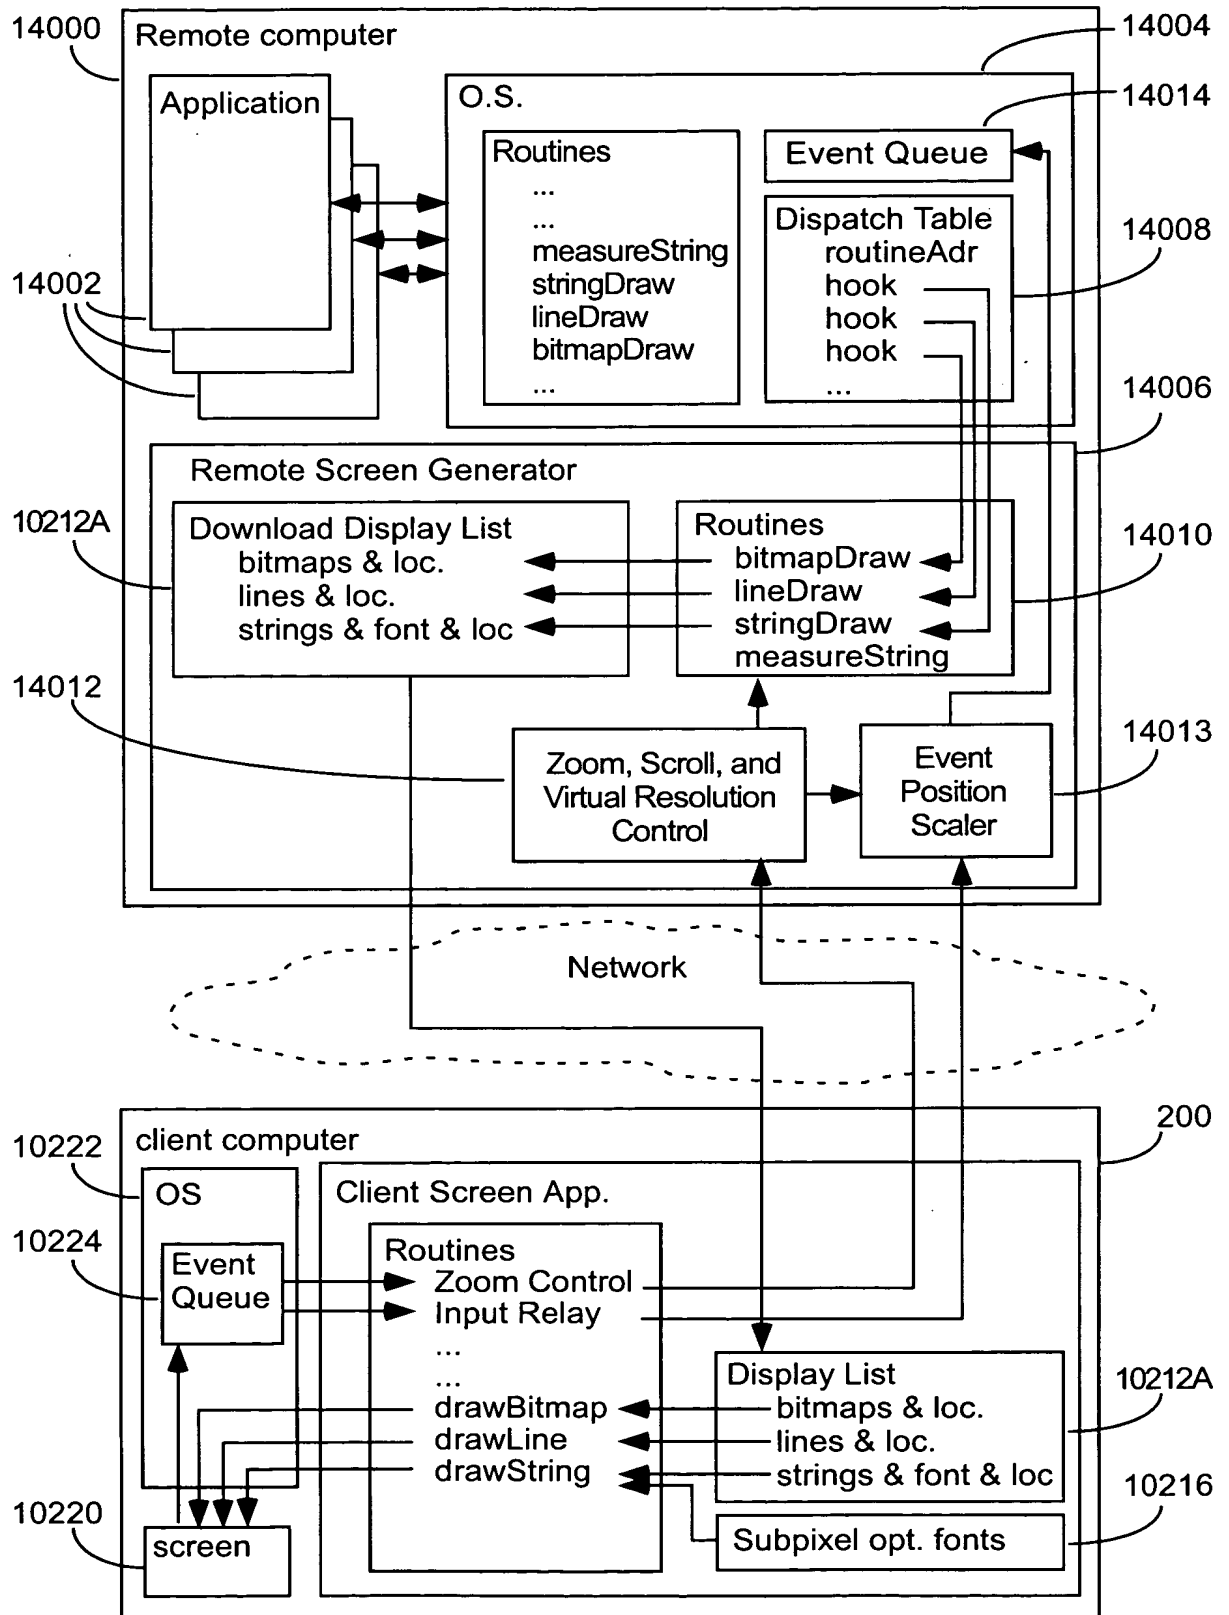 14000
Remote computer
14004
Application
O.S.
14014
Routines
...
...
measureString
stringDraw
lineDraw
bitmapDraw
...
Event Queue
Dispatch Table
routineAdr
hook
hook
hook
...
14008
14002
14006
Remote Screen Generator
10212A
Download Display List
bitmaps & loc.
lines & loc.
strings & font & loc
Routines
bitmapDraw
lineDraw
stringDraw
measureString
14010
14012
Zoom, Scroll, and
Virtual Resolution
Control
Event
Position
Scaler
14013
Network
client computer
200
10222
OS
Client Screen App.
10224
Event
Queue
Routines
Zoom Control
Input Relay
...
...
drawBitmap
drawLine
drawString
Display List
bitmaps & loc.
lines & loc.
strings & font & loc
10212A
10216
Subpixel opt. fonts
10220
screen